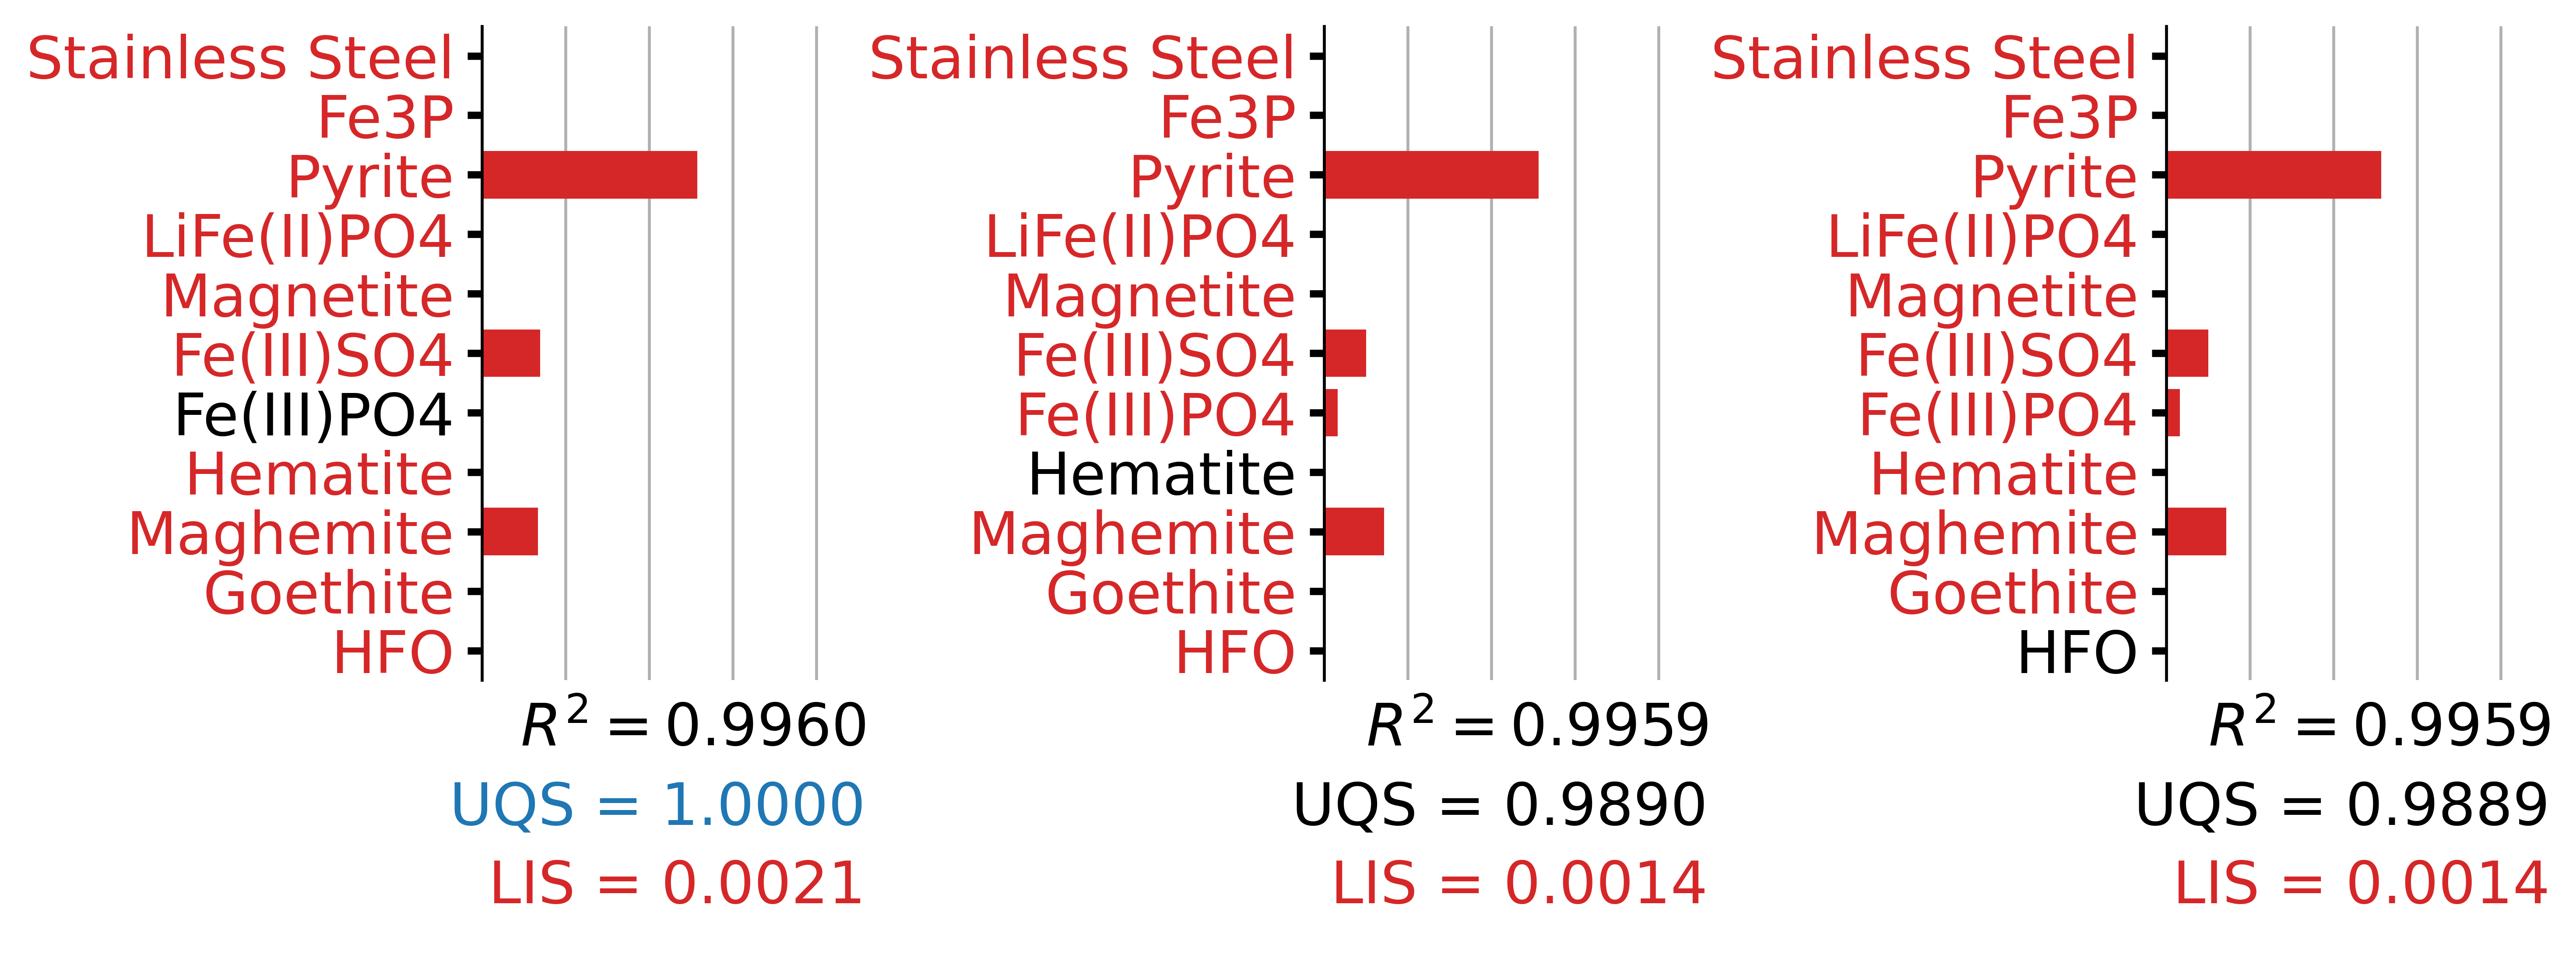 Stainless Steel
Fe3P
Pyrite
LiFe(II)PO4
Magnetite
Fe(III)SO4
Fe(III)PO4
Hematite
Maghemite
Goethite
HFO
R² = 0.9960
UQS = 1.0000
LIS = 0.0021
Stainless Steel
Fe3P
Pyrite
LiFe(II)PO4
Magnetite
Fe(III)SO4
Fe(III)PO4
Hematite
Maghemite
Goethite
HFO
R² = 0.9959
UQS = 0.9890
LIS = 0.0014
Stainless Steel
Fe3P
Pyrite
LiFe(II)PO4
Magnetite
Fe(III)SO4
Fe(III)PO4
Hematite
Maghemite
Goethite
HFO
R² = 0.9959
UQS = 0.9889
LIS = 0.0014